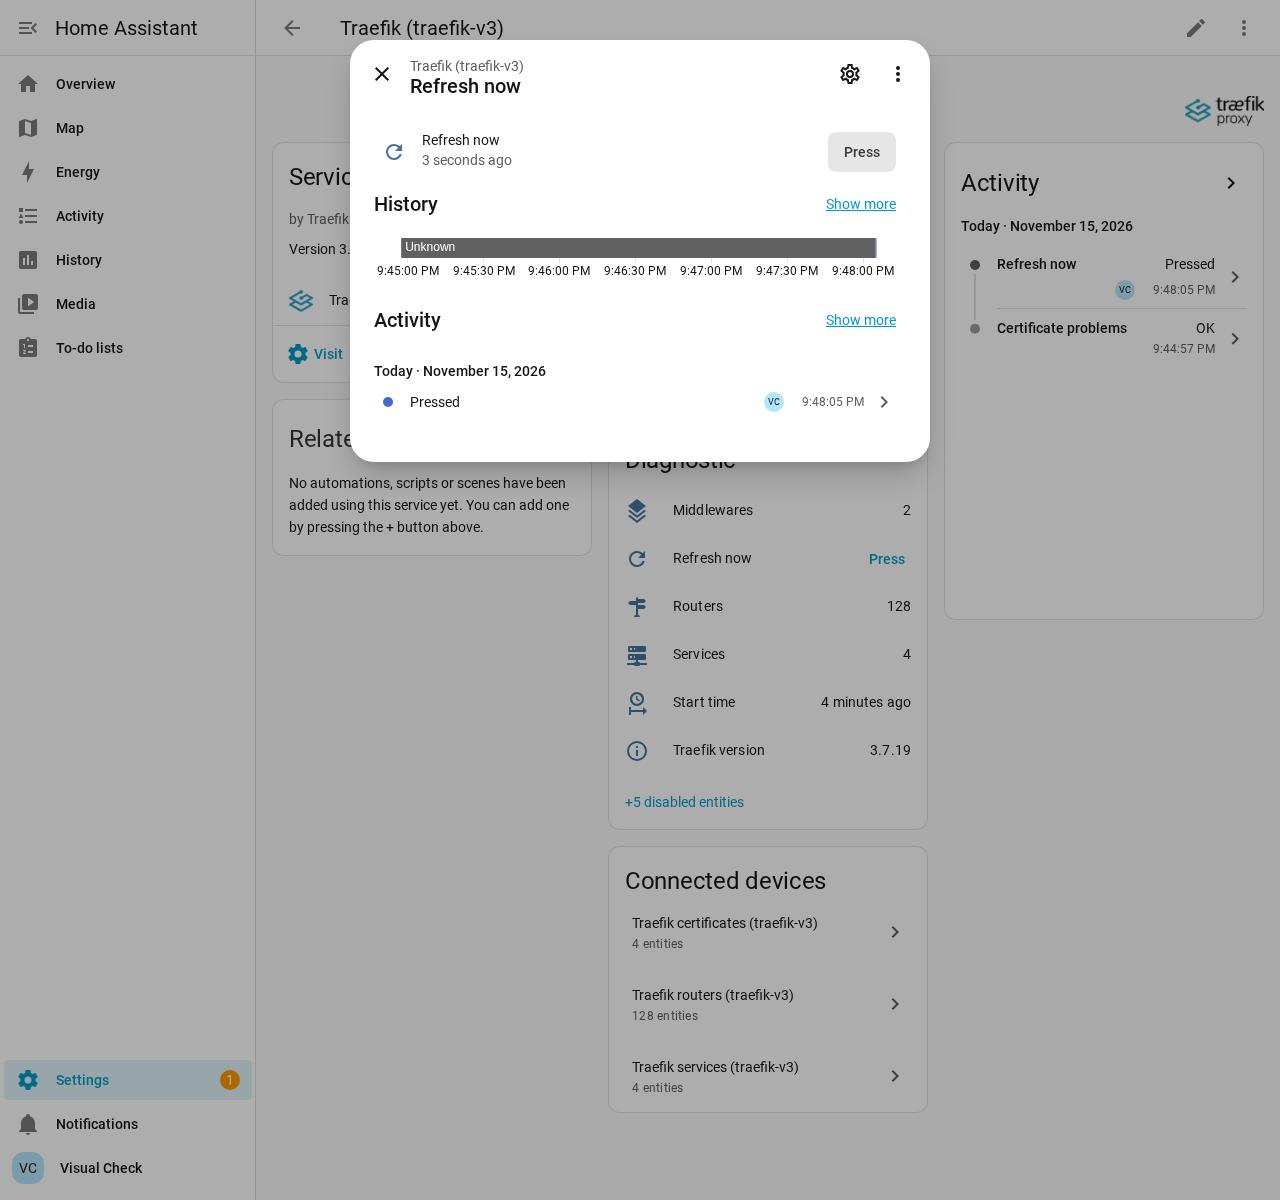 Home Assistant
Traefik (traefik-v3)
Overview
Map
Energy
Activity
History
Media
To-do lists
Settings
1
Notifications
VC
Visual Check
Traefik (traefik-v3)
Refresh now
Refresh now
3 seconds ago
Press
History
Show more
Unknown
9:45:00 PM 9:45:30 PM 9:46:00 PM 9:46:30 PM 9:47:00 PM 9:47:30 PM 9:48:00 PM
Activity
Show more
Today · November 15, 2026
Pressed
VC
9:48:05 PM
by Traefik
Version 3.
Visit
No automations, scripts or scenes have been
added using this service yet. You can add one
by pressing the + button above.
Diagnostic
Middlewares 2
Refresh now Press
Routers 128
Services 4
Start time 4 minutes ago
Traefik version 3.7.19
+5 disabled entities
Connected devices
Traefik certificates (traefik-v3)
4 entities
Traefik routers (traefik-v3)
128 entities
Traefik services (traefik-v3)
4 entities
træfik
proxy
Activity
Today · November 15, 2026
Refresh now Pressed
VC 9:48:05 PM
Certificate problems OK
9:44:57 PM